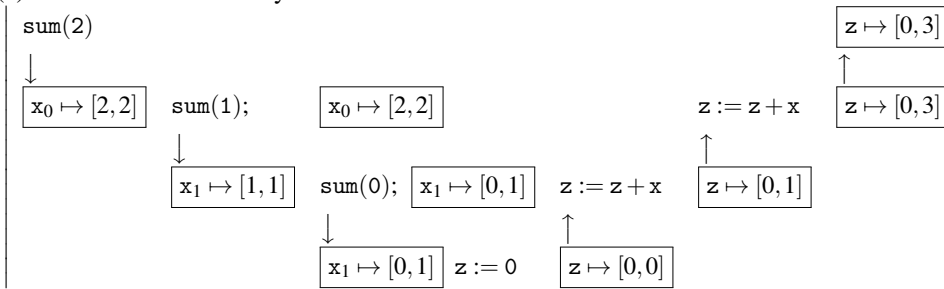 sum(2) z ↦ [0,3]
x₀ ↦ [2,2] sum(1); x₀ ↦ [2,2] z := z + x z ↦ [0,3]
x₁ ↦ [1,1] sum(0); x₁ ↦ [0,1] z := z + x z ↦ [0,1]
x₁ ↦ [0,1] z := 0 z ↦ [0,0]